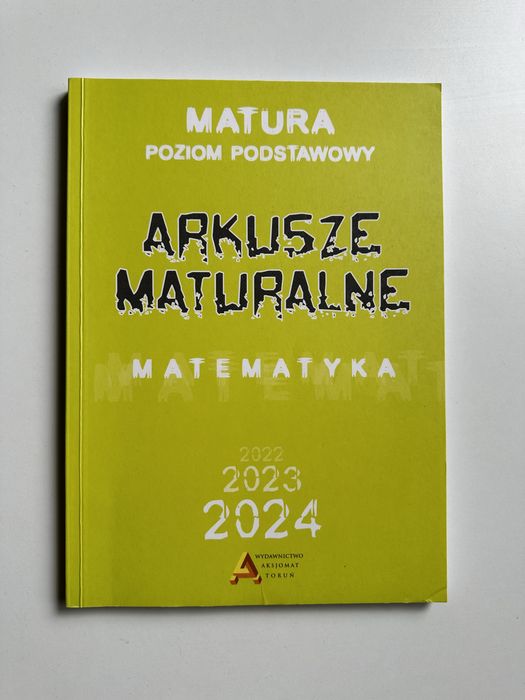 MATURA
POZIOM PODSTAWOWY
ARKUSZE
MATURALNE
MATEMATYKA
2022
2023
2024
WYDAWNICTWO
AKSJOMAT
TORUŃ